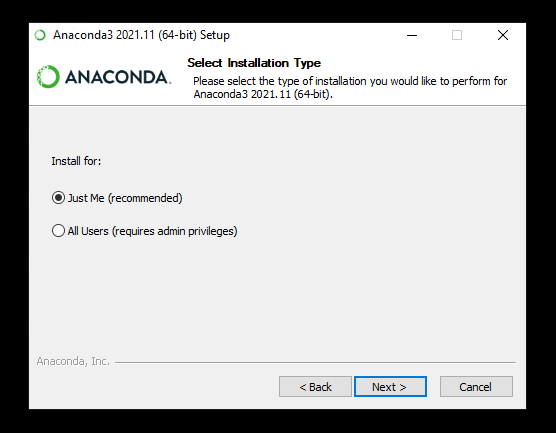 Anaconda3 2021.11 (64-bit) Setup
ANACONDA.
Select Installation Type
Please select the type of installation you would like to perform for
Anaconda3 2021.11 (64-bit).
Install for:
Just Me (recommended)
All Users (requires admin privileges)
Anaconda, Inc.
< Back
Next >
Cancel